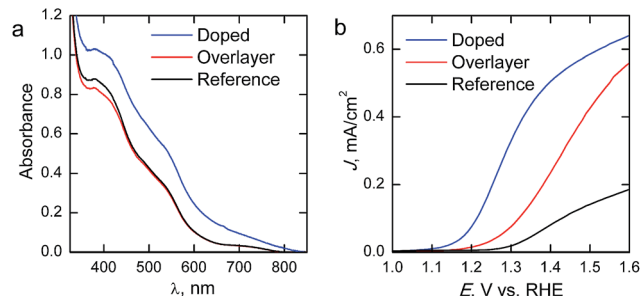 a
1.2
1.0
0.8
0.6
0.4
0.2
0.0
Absorbance
Doped
Overlayer
Reference
400 500 600 700 800
λ, nm
b
0.6
0.4
0.2
0.0
J, mA/cm²
Doped
Overlayer
Reference
1.0 1.1 1.2 1.3 1.4 1.5 1.6
E, V vs. RHE